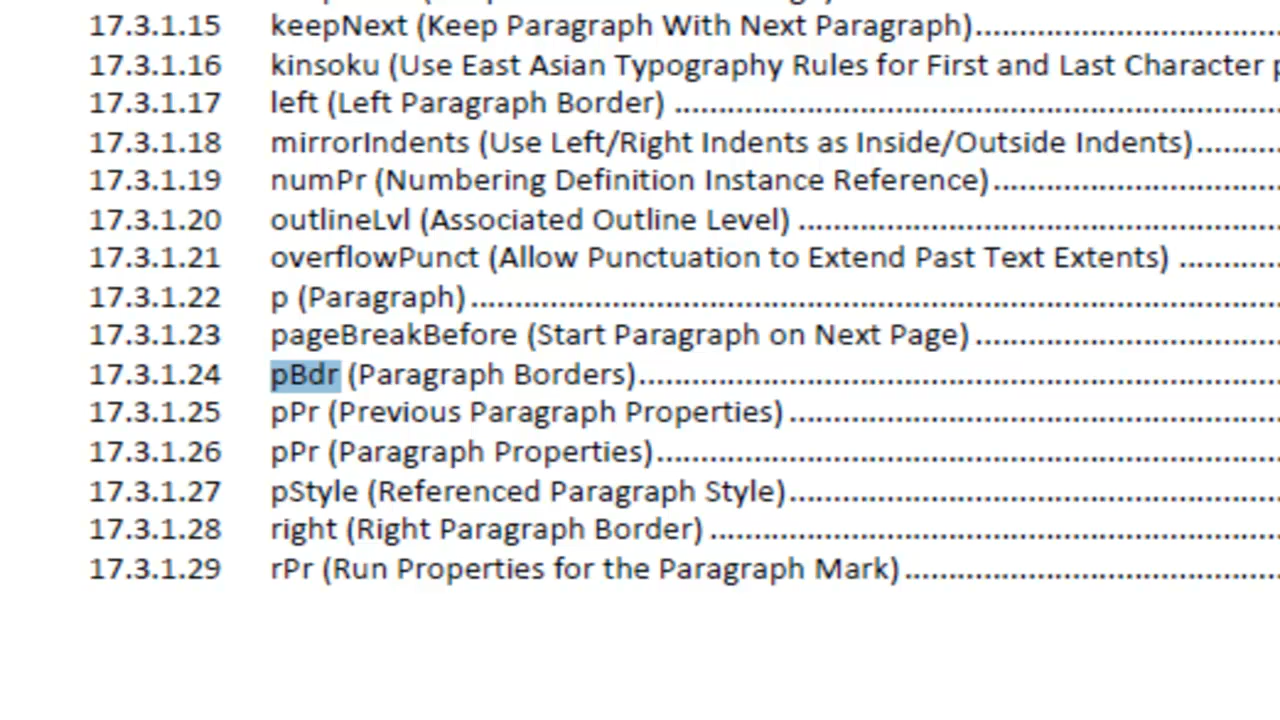 17.3.1.15 keepNext (Keep Paragraph With Next Paragraph)..............................
17.3.1.16 kinsoku (Use East Asian Typography Rules for First and Last Character
17.3.1.17 left (Left Paragraph Border) ..............................
17.3.1.18 mirrorIndents (Use Left/Right Indents as Inside/Outside Indents)..........
17.3.1.19 numPr (Numbering Definition Instance Reference)..............................
17.3.1.20 outlineLvl (Associated Outline Level) ..............................
17.3.1.21 overflowPunct (Allow Punctuation to Extend Past Text Extents) ..........
17.3.1.22 p (Paragraph)..............................
17.3.1.23 pageBreakBefore (Start Paragraph on Next Page) ..............................
17.3.1.24 pBdr (Paragraph Borders)..............................
17.3.1.25 pPr (Previous Paragraph Properties) ..............................
17.3.1.26 pPr (Paragraph Properties)..............................
17.3.1.27 pStyle (Referenced Paragraph Style)..............................
17.3.1.28 right (Right Paragraph Border) ..............................
17.3.1.29 rPr (Run Properties for the Paragraph Mark)..............................